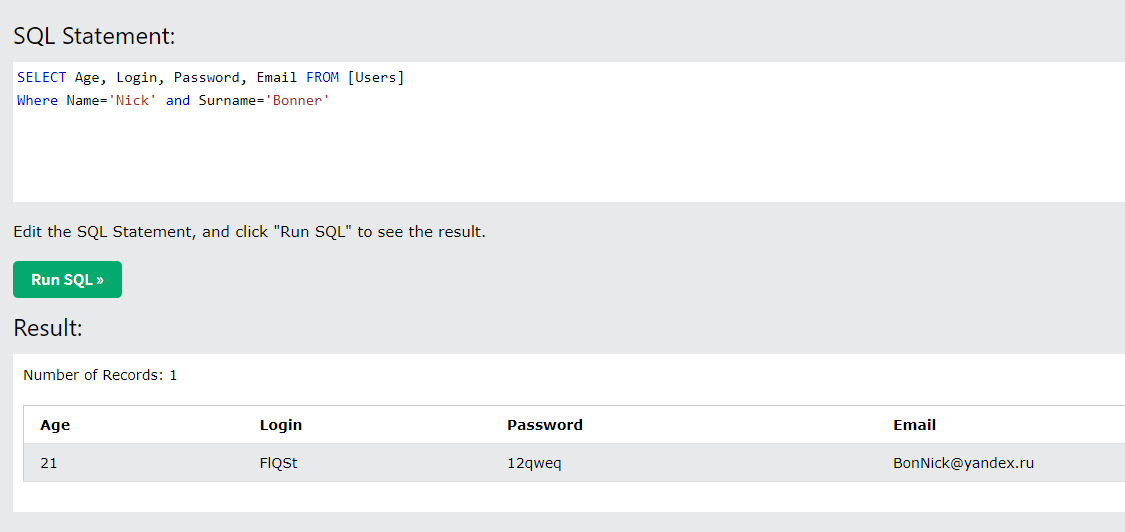 SQL Statement:
SELECT Age, Login, Password, Email FROM [Users]
Where Name='Nick' and Surname='Bonner'
Edit the SQL Statement, and click "Run SQL" to see the result.
Run SQL »
Result:
Number of Records: 1
Age Login Password Email
21 FlQSt 12qweq BonNick@yandex.ru